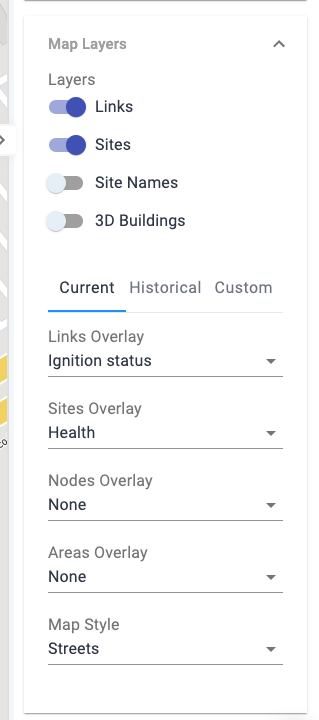 Map Layers
Layers
Links
Sites
Site Names
3D Buildings
Current Historical Custom
Links Overlay
Ignition status
Sites Overlay
Health
Nodes Overlay
None
Areas Overlay
None
Map Style
Streets